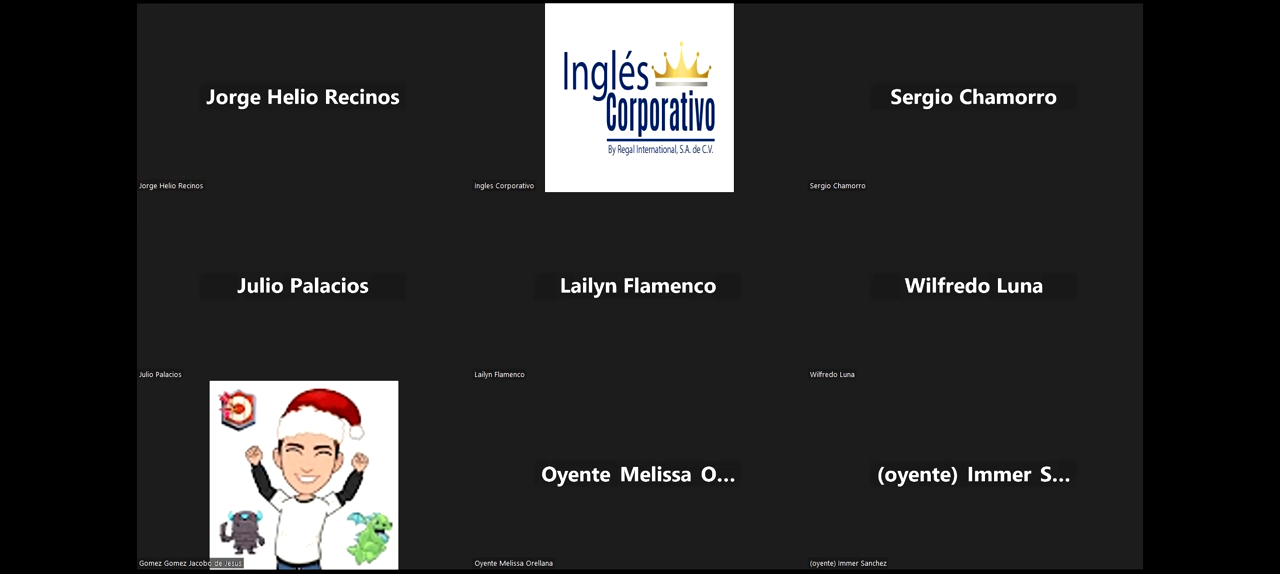 Jorge Helio Recinos
Jorge Helio Recinos
Inglés
Corporativo
By Regal International, S.A. de C.V.
Ingles Corporativo
Sergio Chamorro
Sergio Chamorro
Julio Palacios
Julio Palacios
Lailyn Flamenco
Lailyn Flamenco
Wilfredo Luna
Wilfredo Luna
Gomez Gomez Jacobo de Jesus
Oyente Melissa O...
Oyente Melissa Orellana
(oyente) Immer S...
(oyente) Immer Sanchez